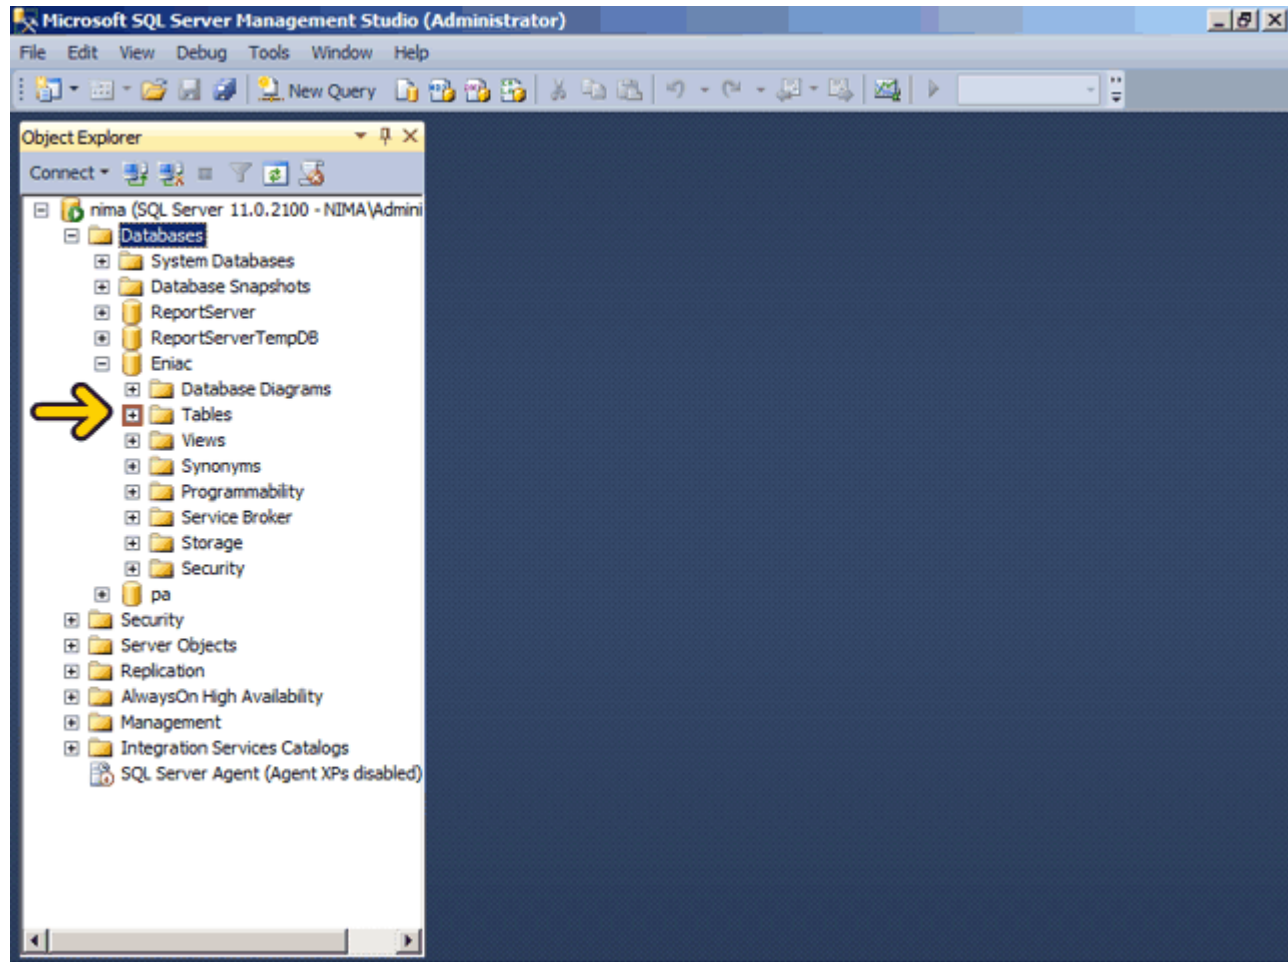 Microsoft SQL Server Management Studio (Administrator)
File Edit View Debug Tools Window Help
New Query
Object Explorer
Connect
nima (SQL Server 11.0.2100 - NIMA\Admini
Databases
System Databases
Database Snapshots
ReportServer
ReportServerTempDB
Eniac
Database Diagrams
Tables
Views
Synonyms
Programmability
Service Broker
Storage
Security
pa
Security
Server Objects
Replication
AlwaysOn High Availability
Management
Integration Services Catalogs
SQL Server Agent (Agent XPs disabled)